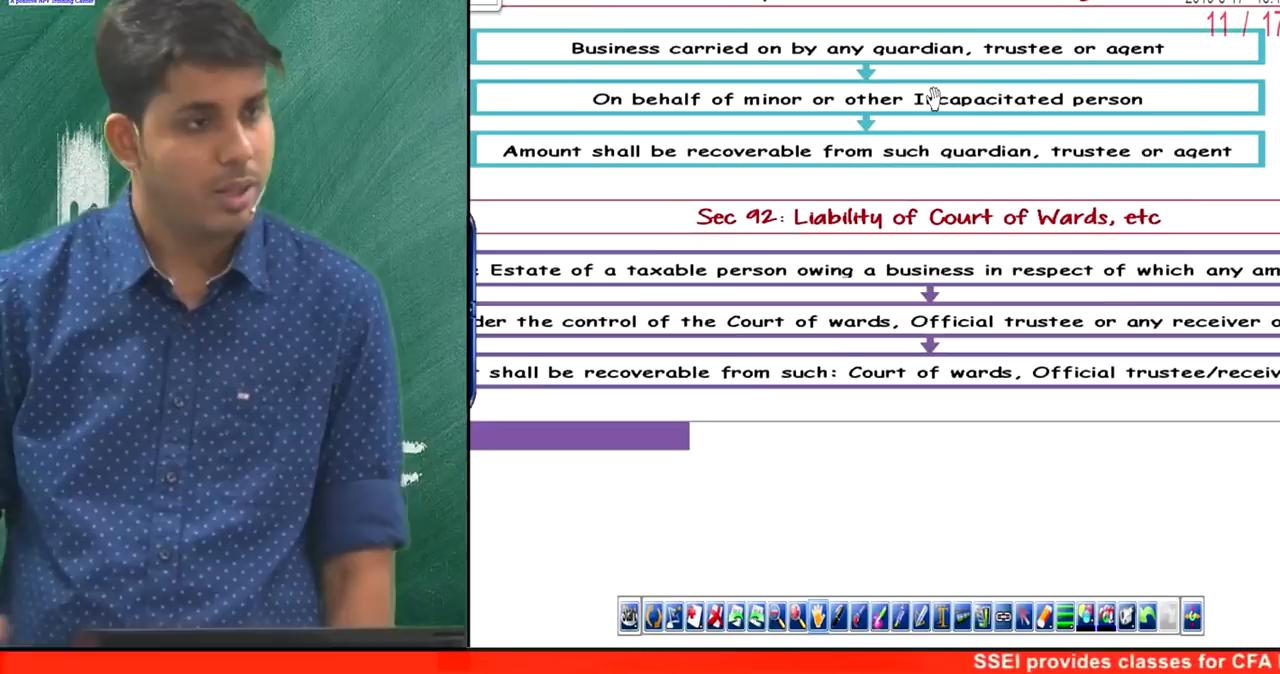 11 / 17
Business carried on by any guardian, trustee or agent
On behalf of minor or other Incapacitated person
Amount shall be recoverable from such guardian, trustee or agent
Sec 92: Liability of Court of Wards, etc
: Estate of a taxable person owing a business in respect of which any am
der the control of the Court of wards, Official trustee or any receiver o
shall be recoverable from such: Court of wards, Official trustee/receiv
SSEI provides classes for CFA